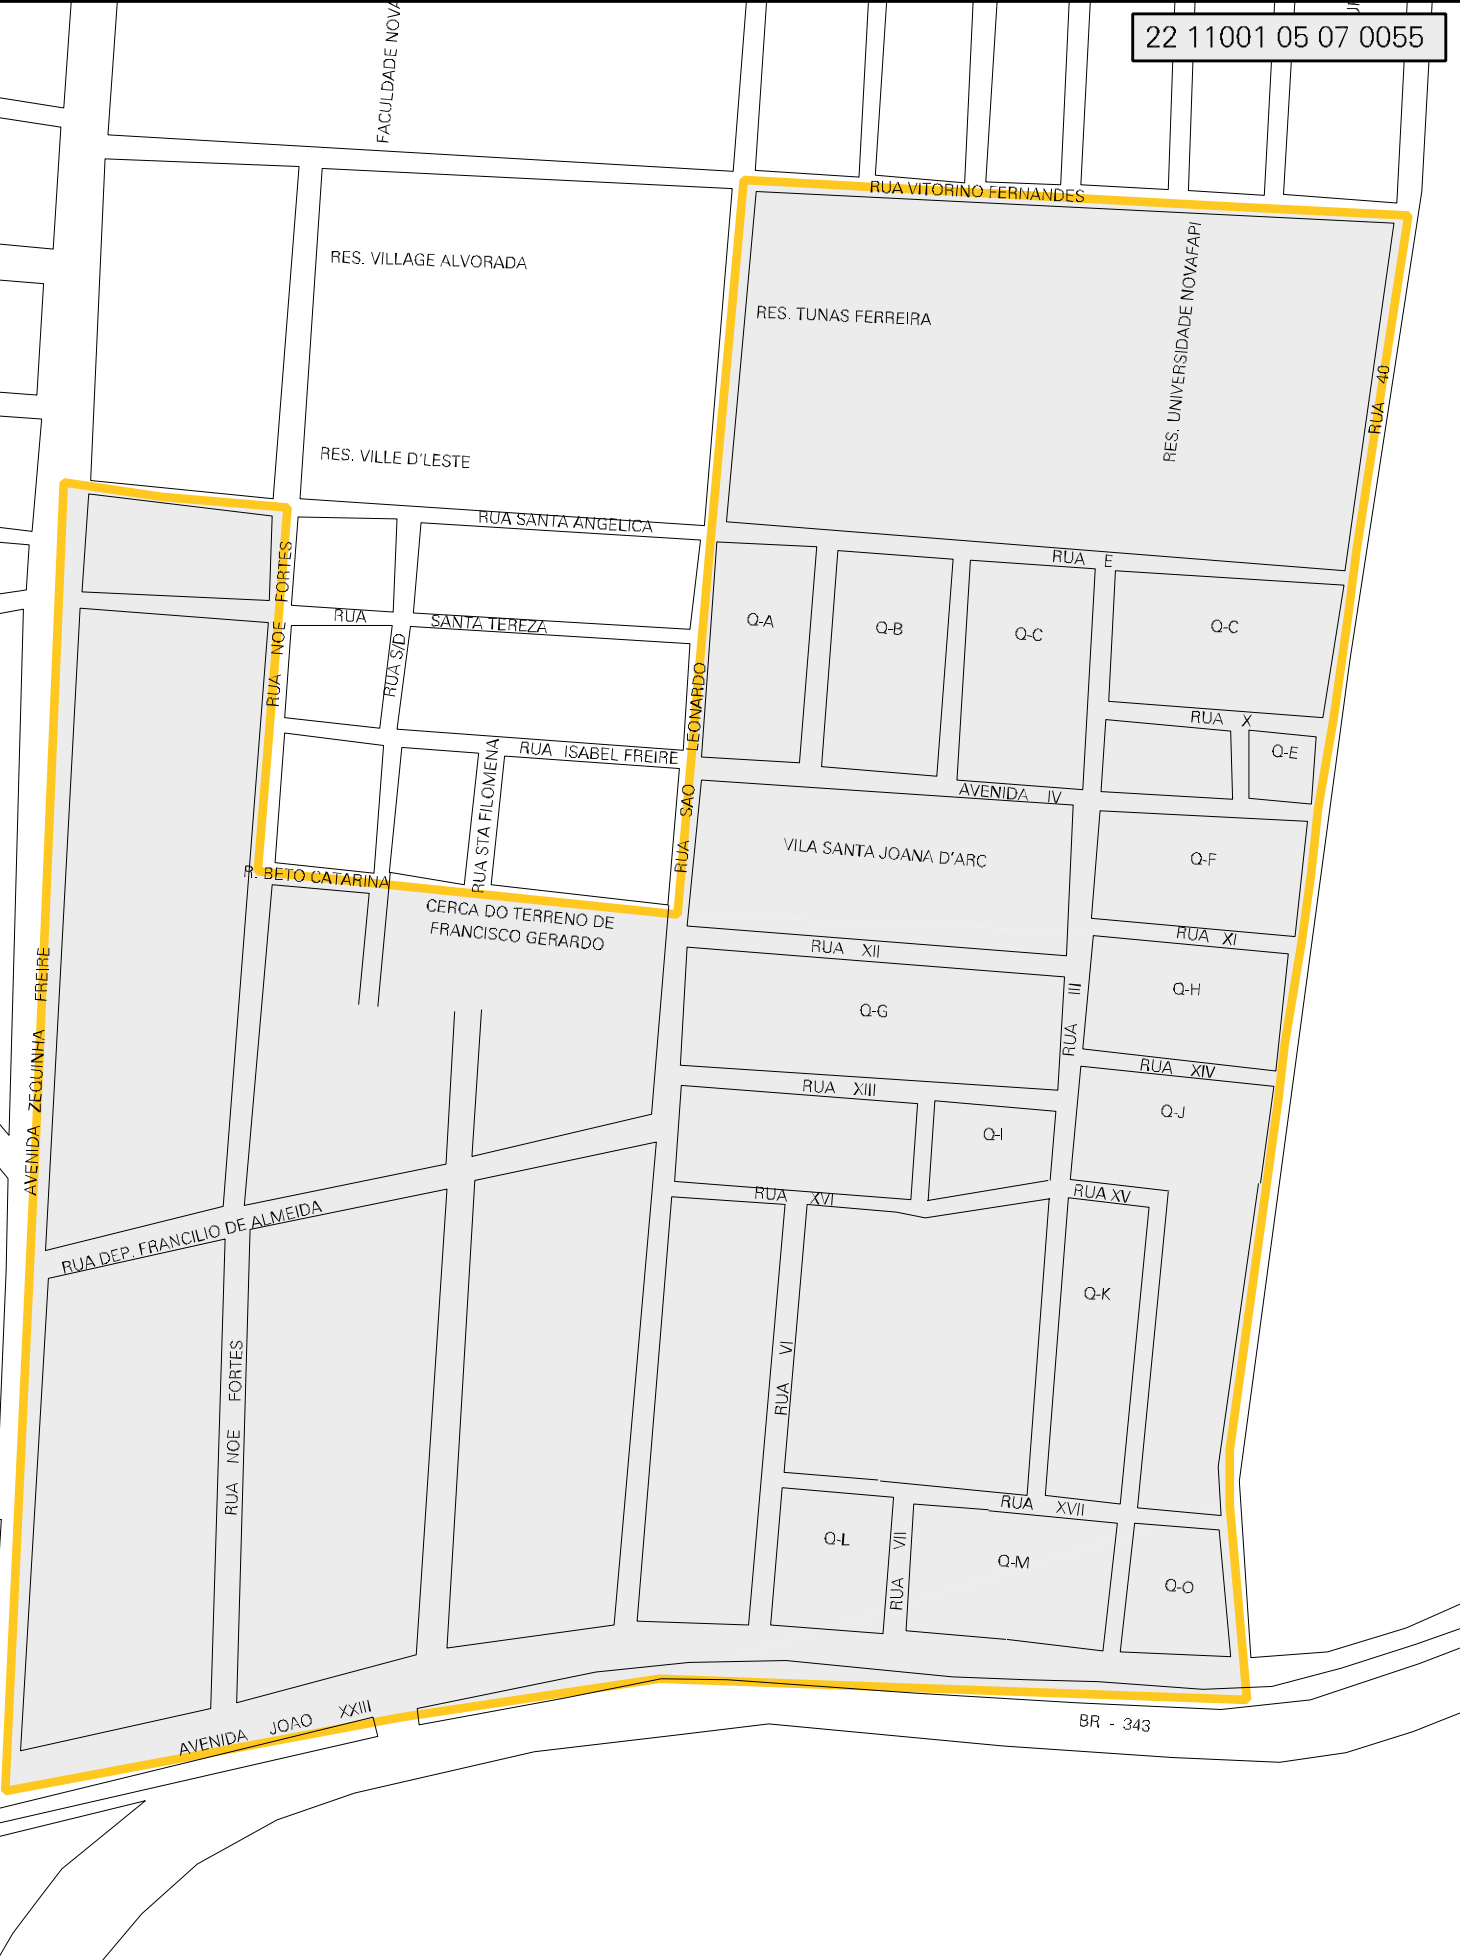 22 11001 05 07 0055
FACULDADE NOVA
RUA VITORINO FERNANDES
RES. VILLAGE ALVORADA
RES. TUNAS FERREIRA
RES. UNIVERSIDADE NOVAFAPI
RUA 40
RES. VILLE D'LESTE
RUA SANTA ANGELICA
RUA NOE FORTES
RUA SANTA TEREZA
RUA S/D
RUA E
Q-A
Q-B
Q-C
Q-C
RUA SAO LEONARDO
RUA ISABEL FREIRE
RUA STA FILOMENA
RUA X
Q-E
AVENIDA IV
VILA SANTA JOANA D'ARC
Q-F
R. BETO CATARINA
CERCA DO TERRENO DE
FRANCISCO GERARDO
RUA XII
RUA XI
AVENIDA ZEQUINHA FREIRE
Q-G
RUA III
Q-H
RUA XIII
RUA XIV
Q-I
Q-J
RUA XVI
RUA XV
RUA DEP. FRANCILIO DE ALMEIDA
Q-K
RUA NOE FORTES
RUA VI
RUA XVII
Q-L
RUA VII
Q-M
Q-O
AVENIDA JOAO XXIII
BR - 343